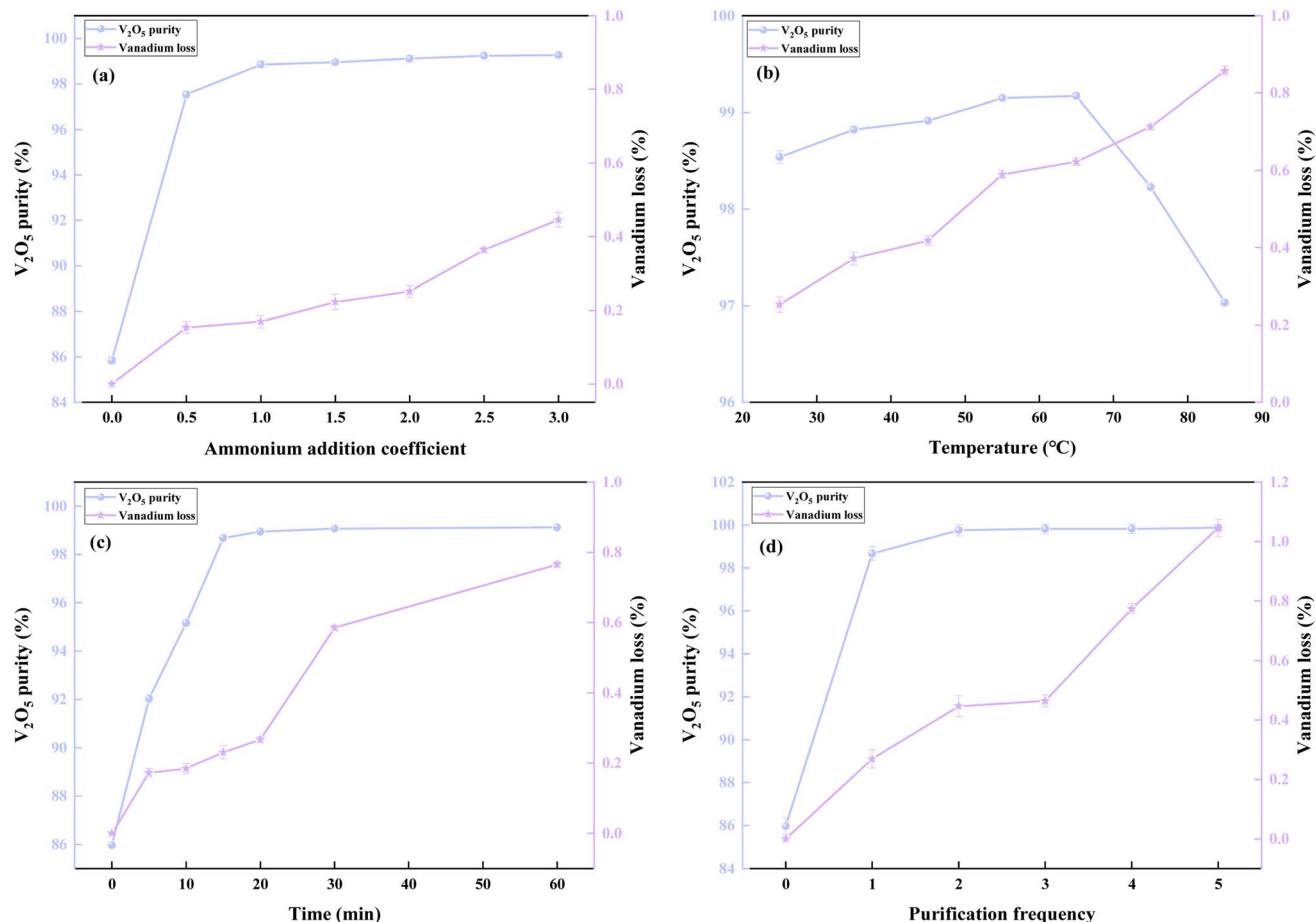 V2O5 purity
Vanadium loss
(a)
100
98
96
94
92
90
88
86
84
V2O5 purity (%)
1.0
0.8
0.6
0.4
0.2
0.0
Vanadium loss (%)
0.0 0.5 1.0 1.5 2.0 2.5 3.0
Ammonium addition coefficient
V2O5 purity
Vanadium loss
(b)
100
99
98
97
96
V2O5 purity (%)
1.0
0.8
0.6
0.4
0.2
0.0
Vanadium loss (%)
20 30 40 50 60 70 80 90
Temperature (℃)
V2O5 purity
Vanadium loss
(c)
100
98
96
94
92
90
88
86
V2O5 purity (%)
1.0
0.8
0.6
0.4
0.2
0.0
Vanadium loss (%)
0 10 20 30 40 50 60
Time (min)
V2O5 purity
Vanadium loss
(d)
102
100
98
96
94
92
90
88
86
84
V2O5 purity (%)
1.2
1.0
0.8
0.6
0.4
0.2
0.0
Vanadium loss (%)
0 1 2 3 4 5
Purification frequency